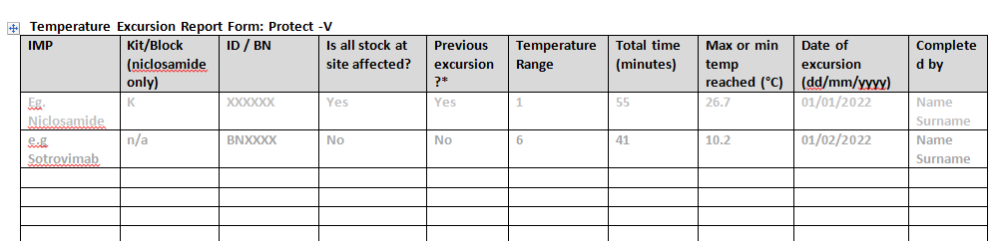 Temperature Excursion Report Form: Protect -V
IMP Kit/Block ID / BN Is all stock at Previous Temperature Total time Max or min Date of Complete
(niclosamide site affected? excursion Range (minutes) temp excursion d by
only) ?* reached (°C) (dd/mm/yyyy)
Eg. K XXXXXX Yes Yes 1 55 26.7 01/01/2022 Name
Niclosamide Surname
e.g n/a BNXXXX No No 6 41 10.2 01/02/2022 Name
Sotrovimab Surname